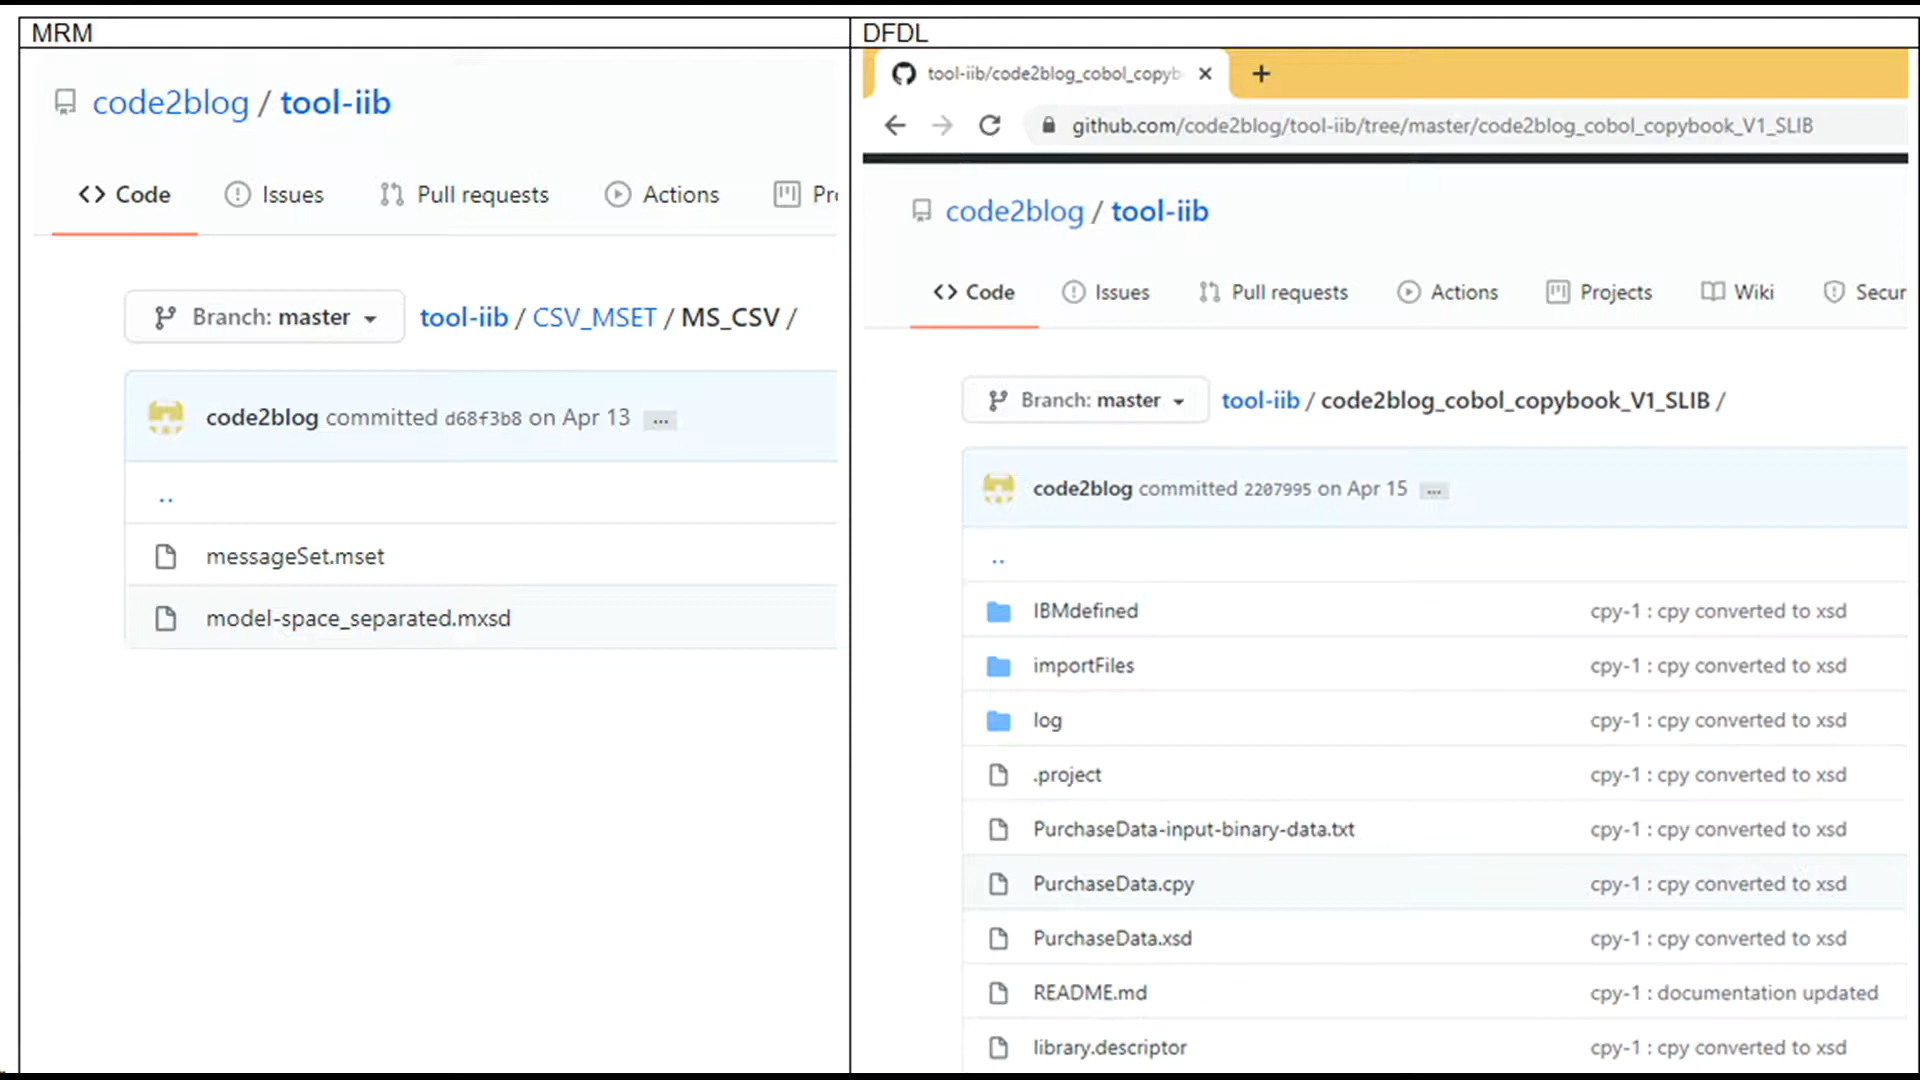 MRM
code2blog / tool-iib
<> Code Issues Pull requests Actions Pro
Branch: master tool-iib / CSV_MSET / MS_CSV /
code2blog committed d68f3b8 on Apr 13 ...
..
messageSet.mset
model-space_separated.mxsd
DFDL
tool-iib/code2blog_cobol_copyb
github.com/code2blog/tool-iib/tree/master/code2blog_cobol_copybook_V1_SLIB
code2blog / tool-iib
<> Code Issues Pull requests Actions Projects Wiki Secur
Branch: master tool-iib / code2blog_cobol_copybook_V1_SLIB /
code2blog committed 2207995 on Apr 15 ...
..
IBMdefined cpy-1 : cpy converted to xsd
importFiles cpy-1 : cpy converted to xsd
log cpy-1 : cpy converted to xsd
.project cpy-1 : cpy converted to xsd
PurchaseData-input-binary-data.txt cpy-1 : cpy converted to xsd
PurchaseData.cpy cpy-1 : cpy converted to xsd
PurchaseData.xsd cpy-1 : cpy converted to xsd
README.md cpy-1 : documentation updated
library.descriptor cpy-1 : cpy converted to xsd